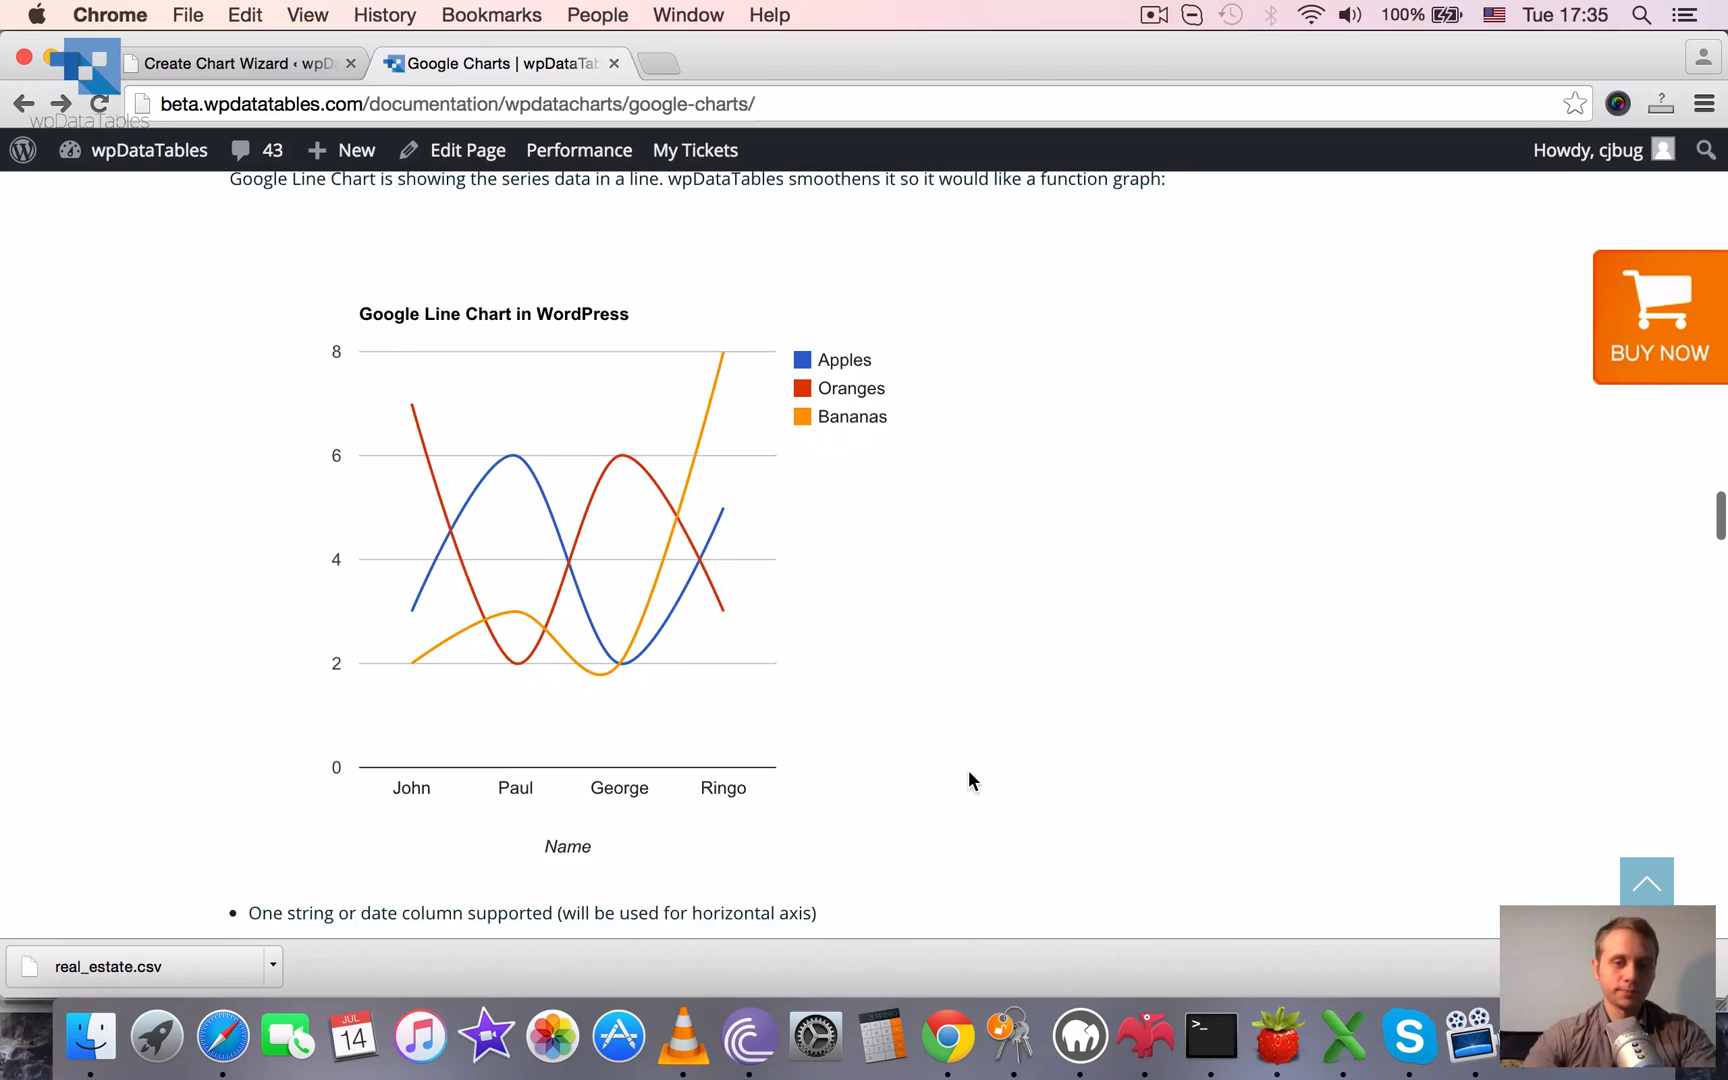 Chrome File Edit View History Bookmarks People Window Help 100% Tue 17:35
Create Chart Wizard ‹ wpD
Google Charts | wpDataTab
beta.wpdatatables.com/documentation/wpdatacharts/google-charts/
wpDataTables
wpDataTables 43 New Edit Page Performance My Tickets Howdy, cjbug
Google Line Chart is showing the series data in a line. wpDataTables smoothens it so it would like a function graph:
BUY NOW
Google Line Chart in WordPress
8
6
4
2
0
Apples
Oranges
Bananas
John Paul George Ringo
Name
• One string or date column supported (will be used for horizontal axis)
real_estate.csv
JUL
14